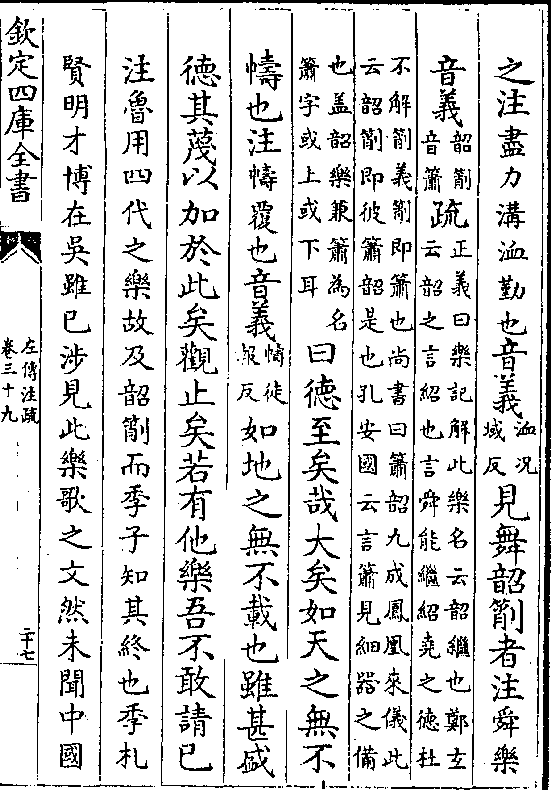 之注盡力溝洫勤也音義洫况
域反見舞韶箾者注舜樂
音義韶箾
音簫疏正義曰樂記解此樂名云韶繼也鄭玄
云韶之言紹也言舜能繼紹堯之德杜
不解箾義箾即簫也尚書曰簫韶九成鳳凰來儀此
云韶箾即彼簫韶是也孔安國云言簫見細器之備
也蓋韶樂兼簫為名
簫字或上或下耳曰德至矣哉大矣如天之無不
幬也注幬覆也音義幬徒
報反如地之無不載也雖甚盛
德其蔑以加於此矣觀止矣若有他樂吾不敢請已
注魯用四代之樂故及韶箾而季子知其終也季札
賢明才博在吳雖已涉見此樂歌之文然未聞中國
欽定四庫全書
左傳注疏
卷三十九
二十七